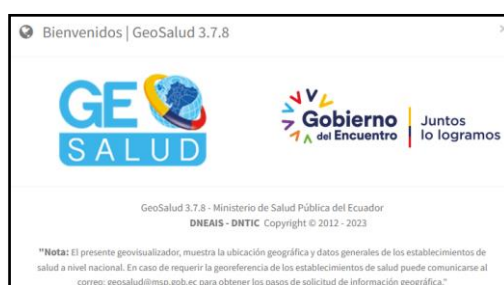 Bienvenidos | GeoSalud 3.7.8
GEO
SALUD
Gobierno
del Encuentro
Juntos
lo logramos
GeoSalud 3.7.8 - Ministerio de Salud Pública del Ecuador
DNEAIS - DNTIC Copyright © 2012 - 2023
"Nota: El presente geovisualizador, muestra la ubicación geográfica y datos generales de los establecimientos de
salud a nivel nacional. En caso de requerir la georeferencia de los establecimientos de salud puede comunicarse al
correo: geosalud@msp.gob.ec para obtener los pasos de solicitud de información geográfica."